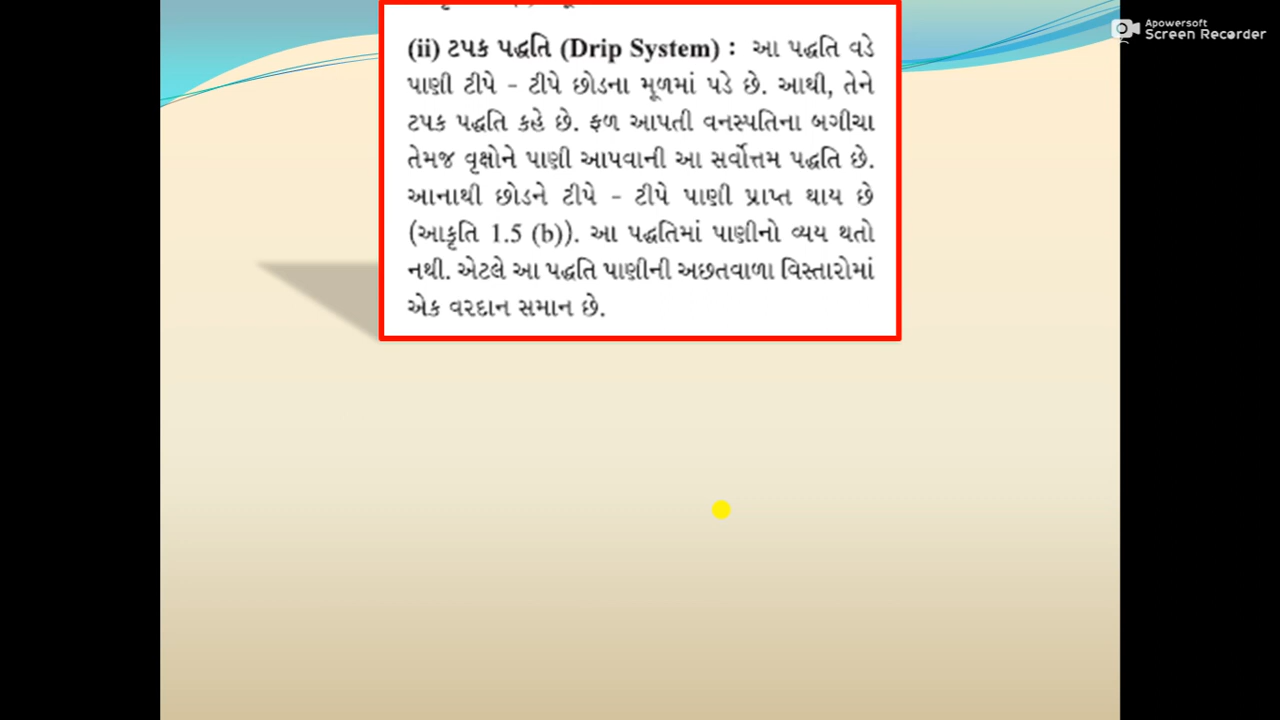 (ii) ટપક પદ્ધતિ (Drip System) : આ પદ્ધતિ વડે
પાણી ટીપે - ટીપે છોડના મૂળમાં પડે છે. આથી, તેને
ટપક પદ્ધતિ કહે છે. ફળ આપતી વનસ્પતિના બગીચા
તેમજ વૃક્ષોને પાણી આપવાની આ સર્વોત્તમ પદ્ધતિ છે.
આનાથી છોડને ટીપે - ટીપે પાણી પ્રાપ્ત થાય છે
(આકૃતિ 1.5 (b)). આ પદ્ધતિમાં પાણીનો વ્યય થતો
નથી. એટલે આ પદ્ધતિ પાણીની અછતવાળા વિસ્તારોમાં
એક વરદાન સમાન છે.
Apowersoft
Screen Recorder